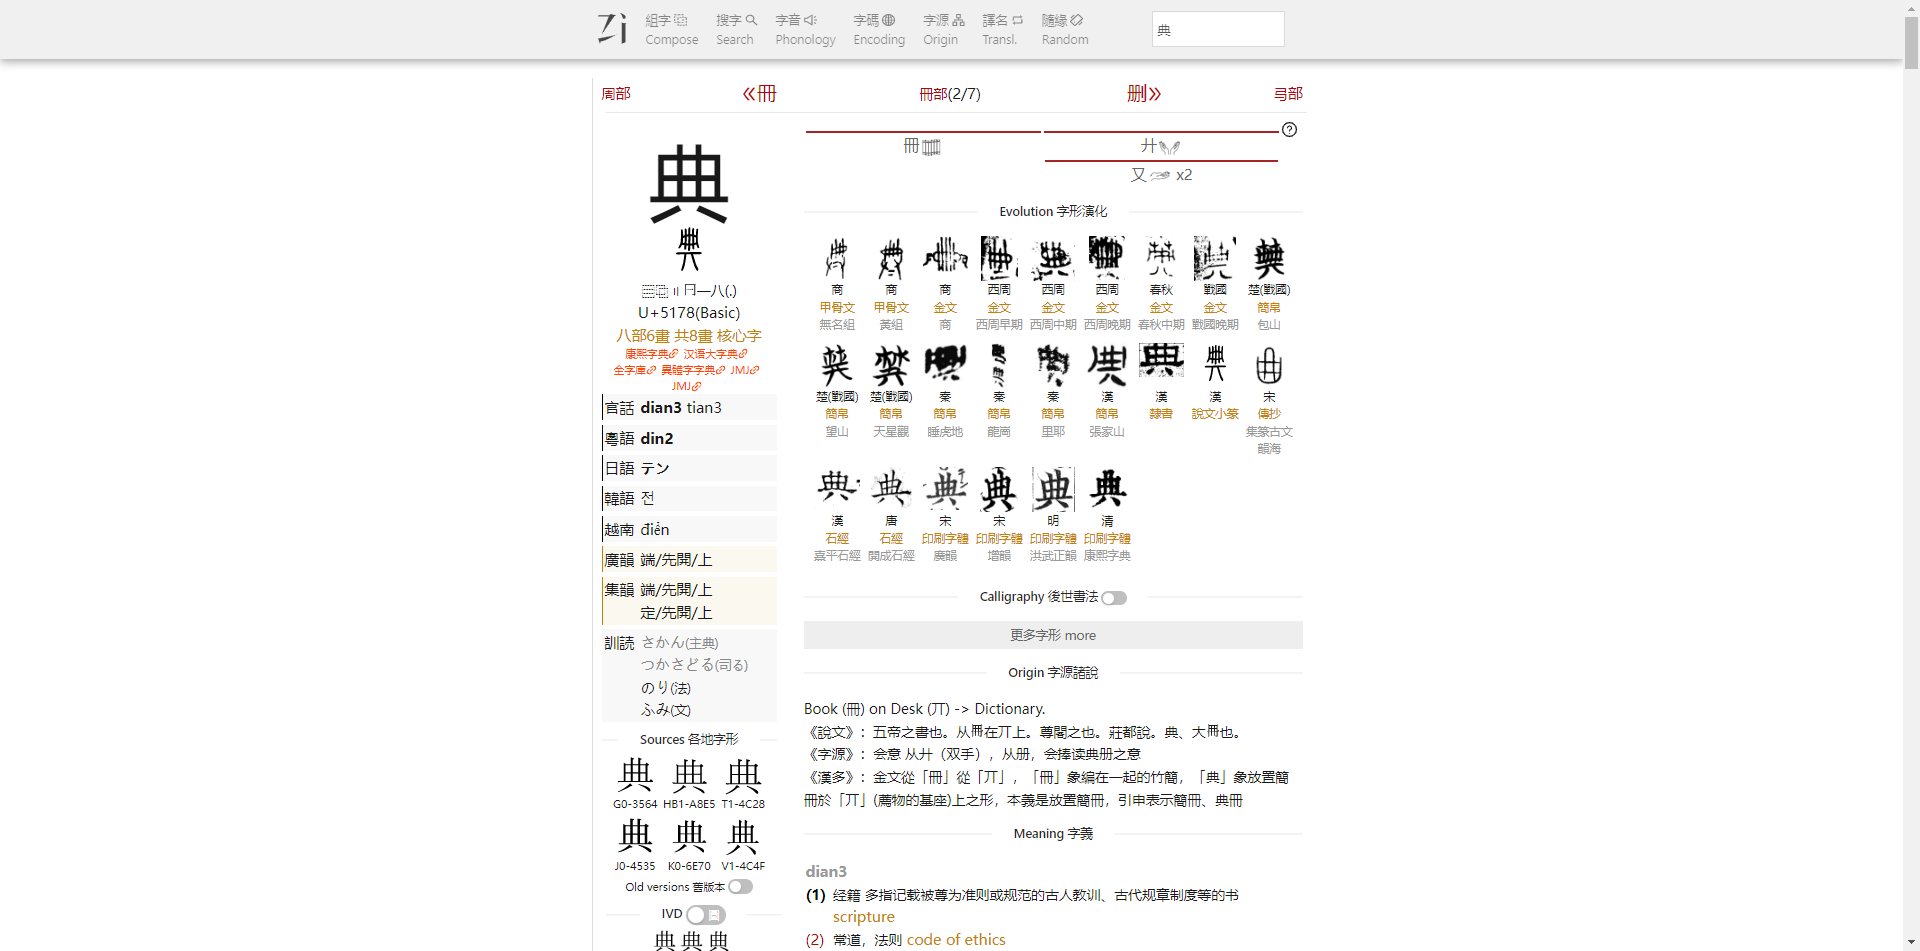 字 組字 搜字 字音 字碼 字源 譯名 隨緣 典
Zi Compose Search Phonology Encoding Origin Transl. Random
周部 «冊 冊部(2/7) 删» 弓部
典
典
冊 廾
又 x2
⿳⿻〢冂一八(.)
U+5178(Basic)
八部6畫 共8畫 核心字
康熙字典 汉语大字典
全字庫 異體字字典 JMJ
JMJ
官話 dian3 tian3
粵語 din2
日語 テン
韓語 전
越南 điển
廣韻 端/先開/上
集韻 端/先開/上
定/先開/上
訓読 さかん(主典)
つかさどる(司る)
のり(法)
ふみ(文)
Sources 各地字形
典 典 典
G0-3564 HB1-A8E5 T1-4C28
典 典 典
J0-4535 K0-6E70 V1-4C4F
Old versions 舊版本
IVD 圖
典 典 典
Evolution 字形演化
商 商 商 西周 西周 西周 春秋 戰國 楚(戰國)
甲骨文 甲骨文 金文 金文 金文 金文 金文 金文 簡帛
無名組 黃組 商 西周早期 西周中期 西周晚期 春秋中期 戰國晚期 包山
楚(戰國) 楚(戰國) 秦 秦 秦 漢 漢 漢 宋
簡帛 簡帛 簡帛 簡帛 簡帛 簡帛 隸書 說文小篆 傳抄
望山 天星觀 睡虎地 龍崗 里耶 張家山 集篆古文
韻海
漢 唐 宋 宋 明 清
石經 石經 印刷字體 印刷字體 印刷字體 印刷字體
熹平石經 開成石經 廣韻 增韻 洪武正韻 康熙字典
Calligraphy 後世書法
更多字形 more
Origin 字源諸說
Book (冊) on Desk (丌) -> Dictionary.
《說文》：五帝之書也。从𠕋在丌上。尊閣之也。莊都說。典、大𠕋也。
《字源》：会意 从廾（双手），从册，会捧读典册之意
《漢多》：金文從「冊」從「丌」，「冊」象編在一起的竹簡，「典」象放置簡
冊於「丌」(薦物的基座)上之形，本義是放置簡冊，引申表示簡冊、典冊
Meaning 字義
dian3
(1) 经籍 多指记载被尊为准则或规范的古人教训、古代规章制度等的书
scripture
(2) 常道，法则 code of ethics